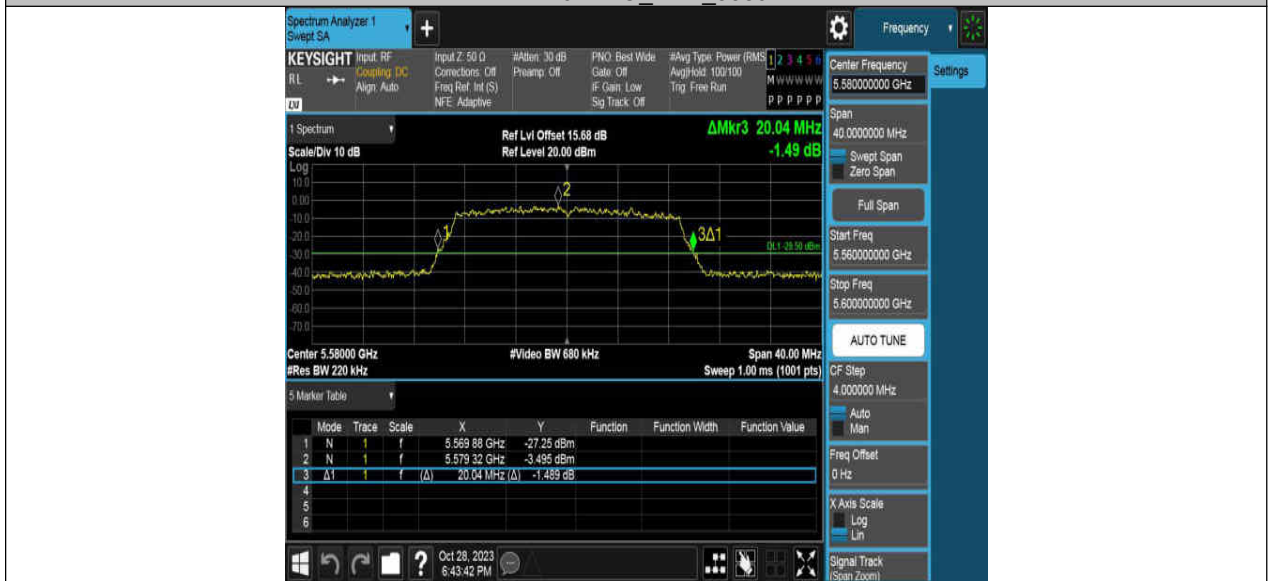 Spectrum Analyzer 1
Swept SA
+
Frequency
KEYSIGHT Input: RF
RL
Coupling: DC
Align: Auto
LXI
Input Z: 50 Ω
Corrections: Off
Freq Ref: Int (S)
NFE: Adaptive
#Atten: 30 dB
Preamp: Off
PNO: Best Wide
Gate: Off
IF Gain: Low
Sig Track: Off
#Avg Type: Power (RMS
Avg|Hold: 100/100
Trig: Free Run
1 2 3 4 5 6
M W W W W W
P P P P P P
Center Frequency
5.580000000 GHz
Settings
Span
40.0000000 MHz
Swept Span
Zero Span
Full Span
Start Freq
5.560000000 GHz
Stop Freq
5.600000000 GHz
AUTO TUNE
CF Step
4.000000 MHz
Auto
Man
Freq Offset
0 Hz
X Axis Scale
Log
Lin
Signal Track
(Span Zoom)
1 Spectrum
Scale/Div 10 dB
Ref Lvl Offset 15.68 dB
Ref Level 20.00 dBm
ΔMkr3 20.04 MHz
-1.49 dB
Log
10.0
0.00
-10.0
-20.0
-30.0
-40.0
-50.0
-60.0
-70.0
1
2
3Δ1
DL1 -29.50 dBm
Center 5.58000 GHz
#Res BW 220 kHz
#Video BW 680 kHz
Span 40.00 MHz
Sweep 1.00 ms (1001 pts)
5 Marker Table
Mode Trace Scale X Y Function Function Width Function Value
1 N 1 f 5.569 88 GHz -27.25 dBm
2 N 1 f 5.579 32 GHz -3.495 dBm
3 Δ1 1 f (Δ) 20.04 MHz (Δ) -1.489 dB
4
5
6
?
Oct 28, 2023
6:43:42 PM